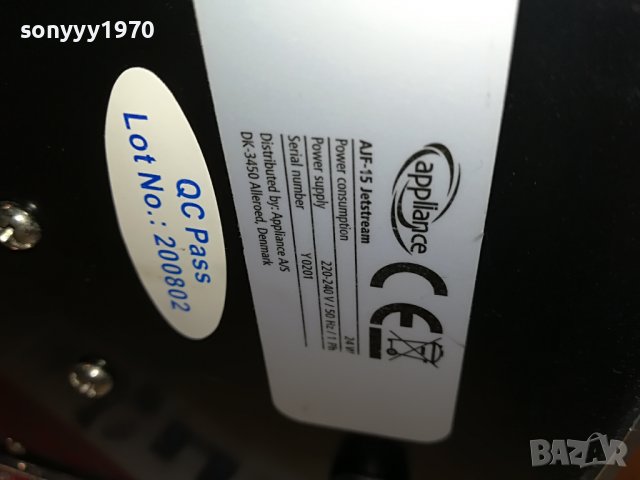 sonyyy1970
QC Pass
Lot No.: 200802
appliance
CE
AJF-15 Jetstream
Power consumption 24 W
Power supply 220-240 V / 50 Hz / 1 Ph
Serial number Y0201
Distributed by: Appliance A/S
DK-3450 Alleroed, Denmark
BAZAR